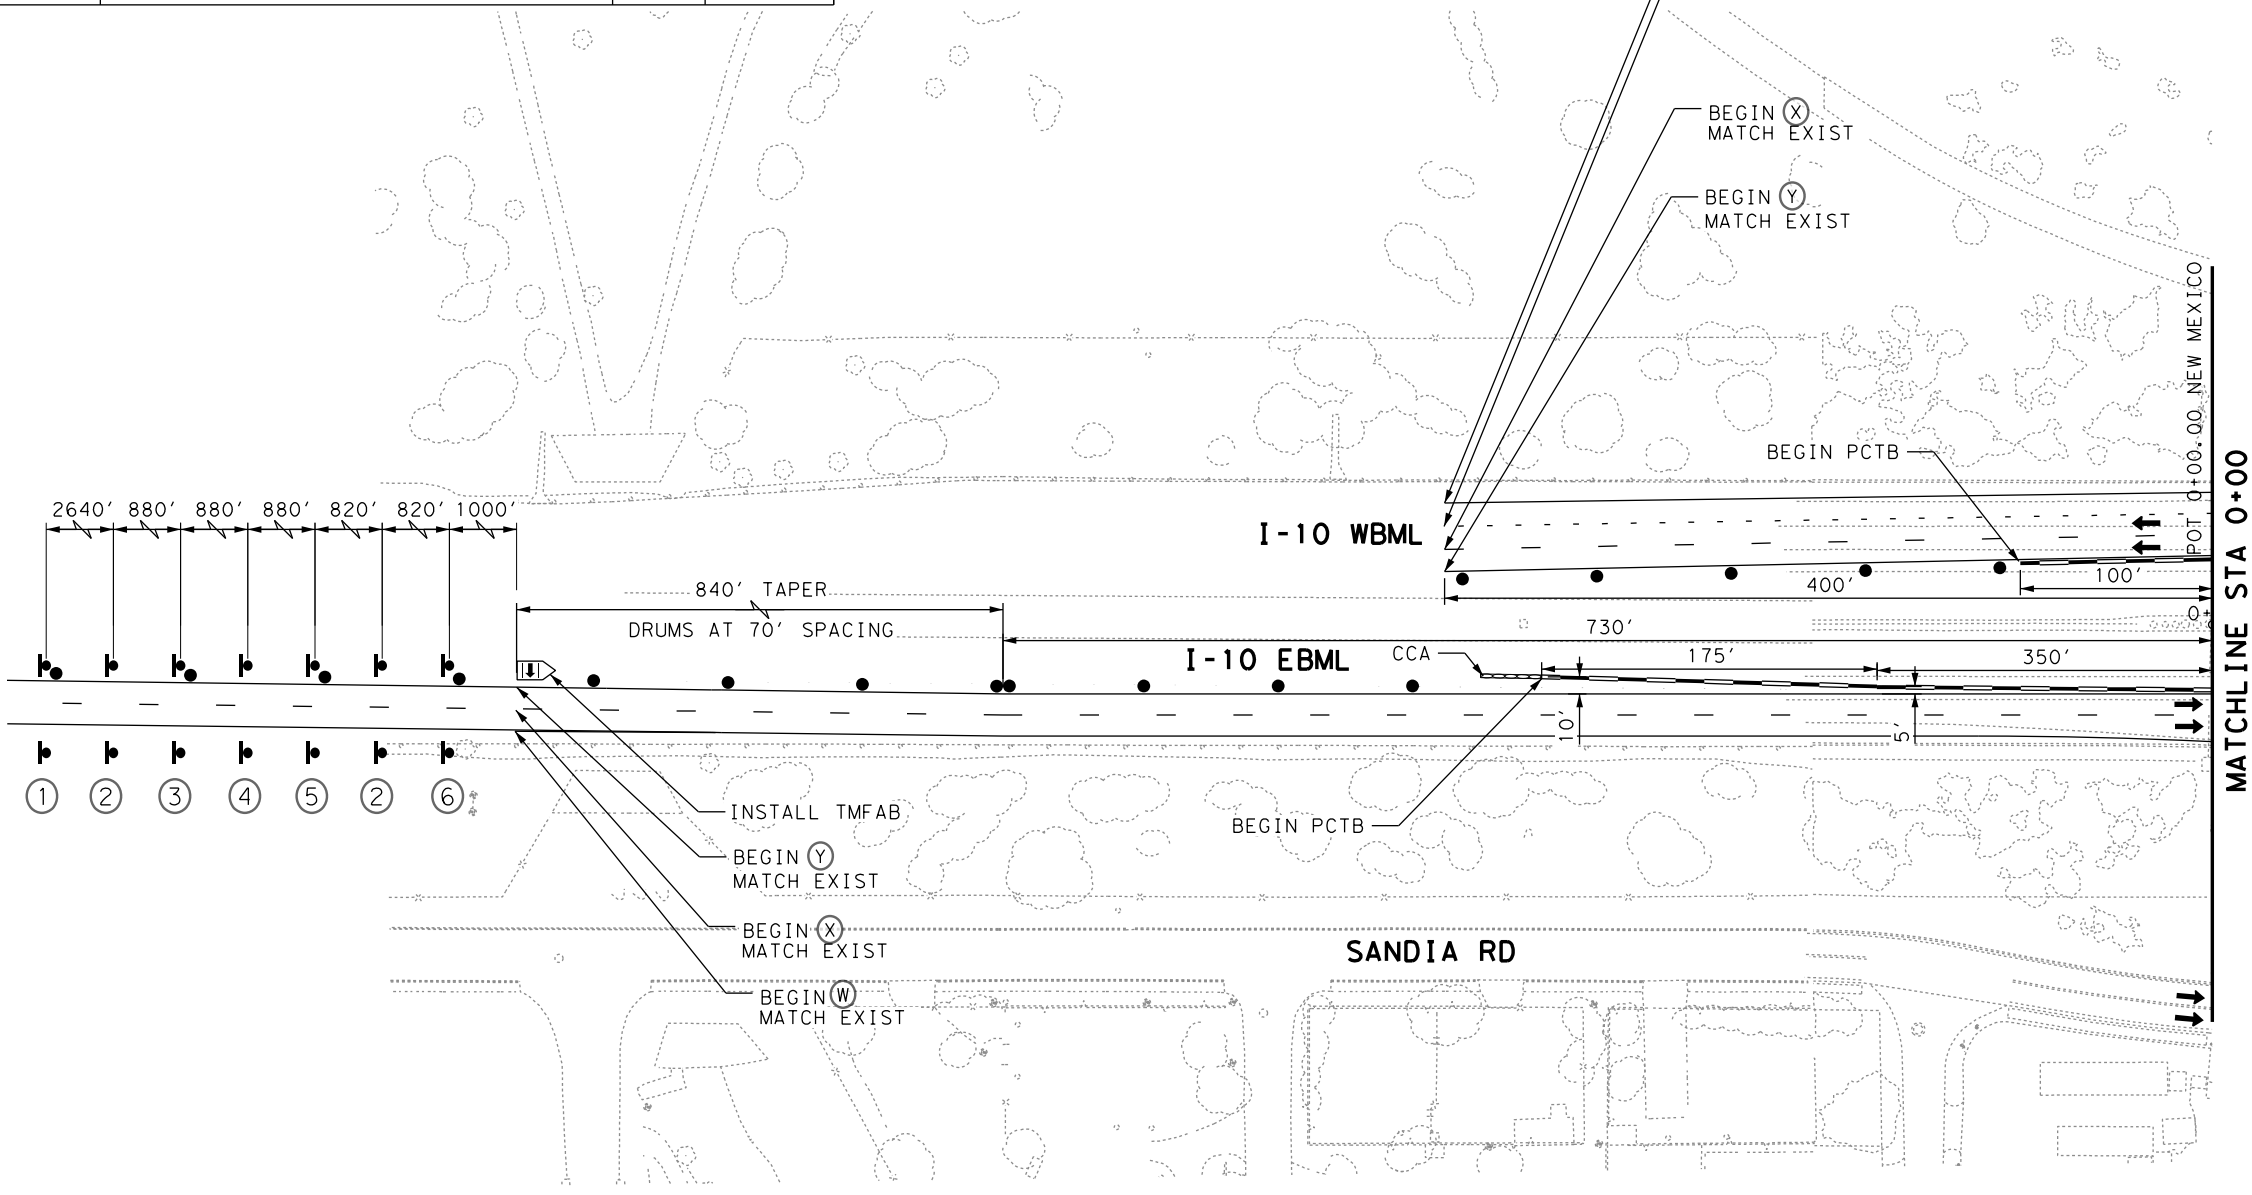 BEGIN X
MATCH EXIST
BEGIN Y
MATCH EXIST
POT 0+00.00 NEW MEXICO
MATCHLINE STA 0+00
BEGIN PCTB
2640' 880' 880' 880' 820' 820' 1000'
I-10 WBML
100'
400'
840' TAPER
0+
DRUMS AT 70' SPACING
730'
I-10 EBML
CCA
175'
350'
10'
5'
1 2 3 4 5 2 6
INSTALL TMFAB
BEGIN PCTB
BEGIN Y
MATCH EXIST
BEGIN X
MATCH EXIST
SANDIA RD
BEGIN W
MATCH EXIST